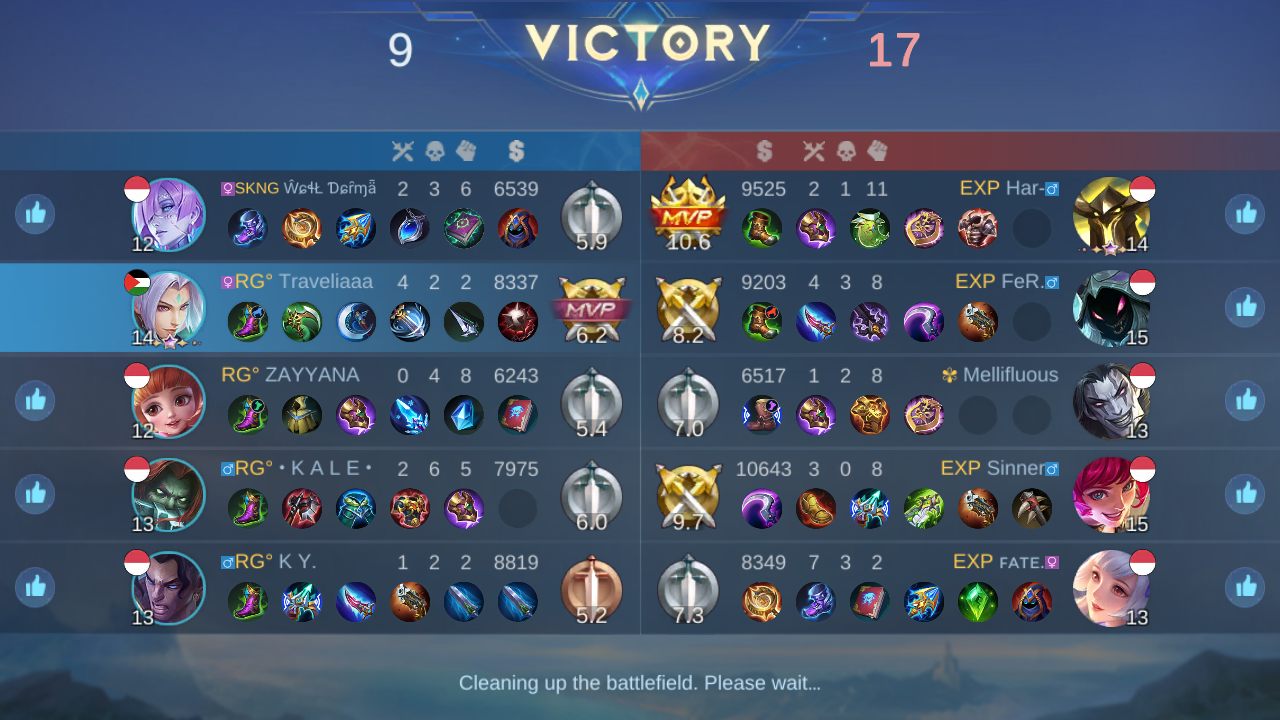 9 VICTORY 17
SKNG ŴɕɬŁ Ɗɕɾɱǟ 2 3 6 6539
12 5.9
MVP 9525 2 1 11 EXP Har-
10.6 14
RG° Traveliaaa 4 2 2 8337
14 MVP 6.2
9203 4 3 8 EXP FeR.
8.2 15
RG° ZAYYANA 0 4 8 6243
12 5.4
6517 1 2 8 Mellifluous
7.0 13
RG° • K A L E • 2 6 5 7975
13 6.0
10643 3 0 8 EXP Sinner
9.7 15
RG° K Y. 1 2 2 8819
13 5.2
8349 7 3 2 EXP ꜰᴀᴛᴇ.
7.3 13
Cleaning up the battlefield. Please wait...